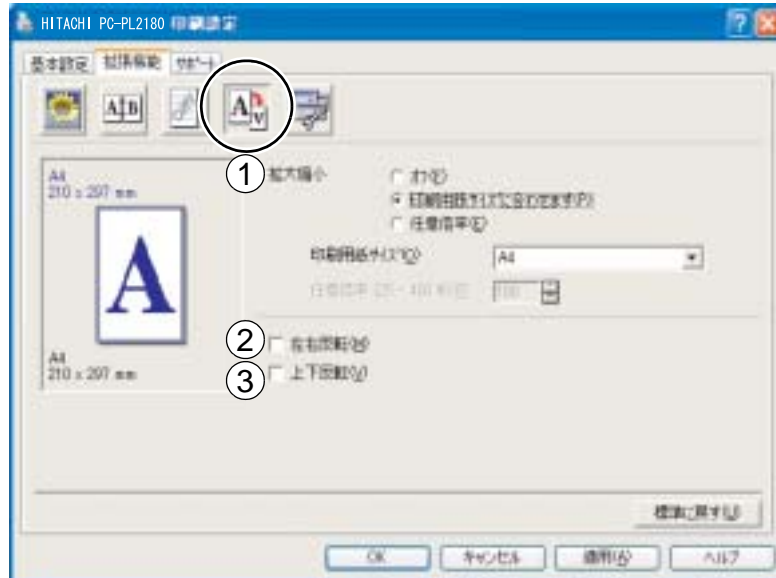 HITACHI PC-PL2180 印刷設定
基本設定 拡張機能 サポート
A B
A V
1
A4
210 x 297 mm
A
A4
210 x 297 mm
拡大縮小
オフ(E)
印刷用紙サイズに合わせます(P)
任意倍率(E)
印刷用紙サイズ(Q) A4
任意倍率 [25 - 400 %](E) 100
2 左右反転(M)
3 上下反転(V)
標準に戻す(U)
OK キャンセル 適用(A) ヘルプ